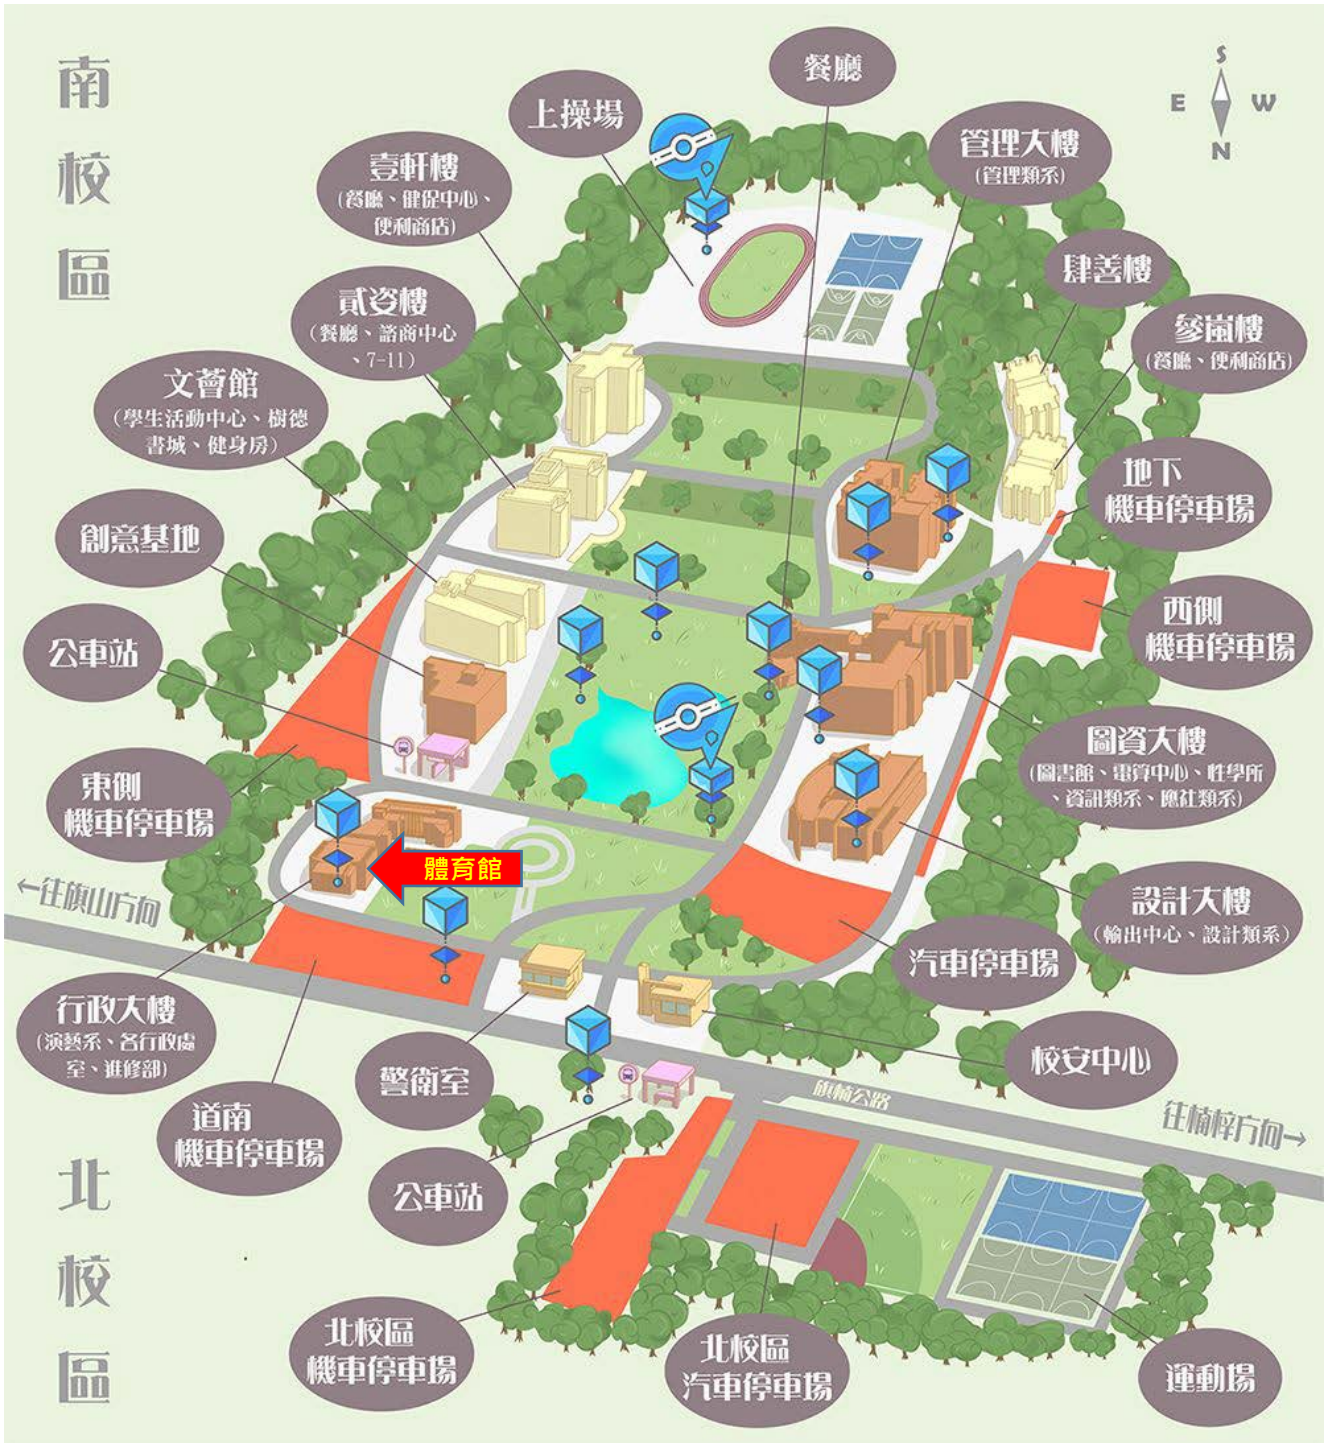 南校區
S
E W
N
餐廳
上操場
管理大樓
(管理類系)
壹軒樓
(餐廳、健促中心、
便利商店)
肆善樓
貳姿樓
(餐廳、諮商中心
、7-11)
參嵐樓
(餐廳、便利商店)
文薈館
(學生活動中心、樹德
書城、健身房)
地下
機車停車場
創意基地
西側
機車停車場
公車站
圖資大樓
(圖書館、電算中心、性學所
、資訊類系、應社類系)
東側
機車停車場
體育館
←往旗山方向
設計大樓
(輸出中心、設計類系)
汽車停車場
行政大樓
(演藝系、各行政處
室、進修部)
校安中心
警衛室
旗楠公路
道南
機車停車場
往楠梓方向→
北校區
公車站
北校區
機車停車場
北校區
汽車停車場
運動場